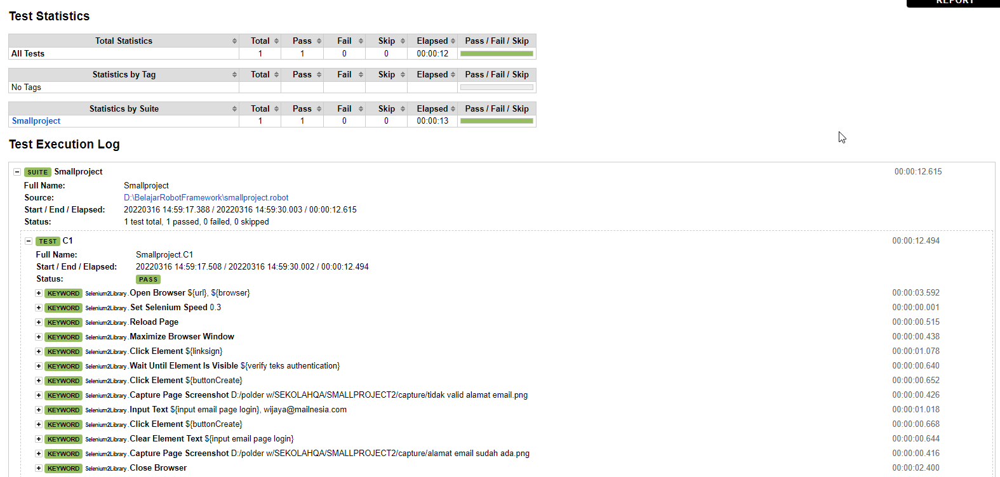 REPORT
Test Statistics
Total Statistics Total Pass Fail Skip Elapsed Pass / Fail / Skip
All Tests 1 1 0 0 00:00:12
Statistics by Tag Total Pass Fail Skip Elapsed Pass / Fail / Skip
No Tags
Statistics by Suite Total Pass Fail Skip Elapsed Pass / Fail / Skip
Smallproject 1 1 0 0 00:00:13
Test Execution Log
SUITE Smallproject 00:00:12.615
Full Name: Smallproject
Source: D:\BelajarRobotFramework\smallproject.robot
Start / End / Elapsed: 20220316 14:59:17.388 / 20220316 14:59:30.003 / 00:00:12.615
Status: 1 test total, 1 passed, 0 failed, 0 skipped
TEST C1 00:00:12.494
Full Name: Smallproject.C1
Start / End / Elapsed: 20220316 14:59:17.508 / 20220316 14:59:30.002 / 00:00:12.494
Status: PASS
KEYWORD Selenium2Library.Open Browser ${url}, ${browser} 00:00:03.592
KEYWORD Selenium2Library.Set Selenium Speed 0.3 00:00:00.001
KEYWORD Selenium2Library.Reload Page 00:00:00.515
KEYWORD Selenium2Library.Maximize Browser Window 00:00:00.438
KEYWORD Selenium2Library.Click Element ${linksign} 00:00:01.078
KEYWORD Selenium2Library.Wait Until Element Is Visible ${verify teks authentication} 00:00:00.640
KEYWORD Selenium2Library.Click Element ${buttonCreate} 00:00:00.652
KEYWORD Selenium2Library.Capture Page Screenshot D:/polder w/SEKOLAHQA/SMALLPROJECT2/capture/tidak valid alamat email.png 00:00:00.426
KEYWORD Selenium2Library.Input Text ${input email page login}, wijaya@mailnesia.com 00:00:01.018
KEYWORD Selenium2Library.Click Element ${buttonCreate} 00:00:00.668
KEYWORD Selenium2Library.Clear Element Text ${input email page login} 00:00:00.644
KEYWORD Selenium2Library.Capture Page Screenshot D:/polder w/SEKOLAHQA/SMALLPROJECT2/capture/alamat email sudah ada.png 00:00:00.416
KEYWORD Selenium2Library.Close Browser 00:00:02.400